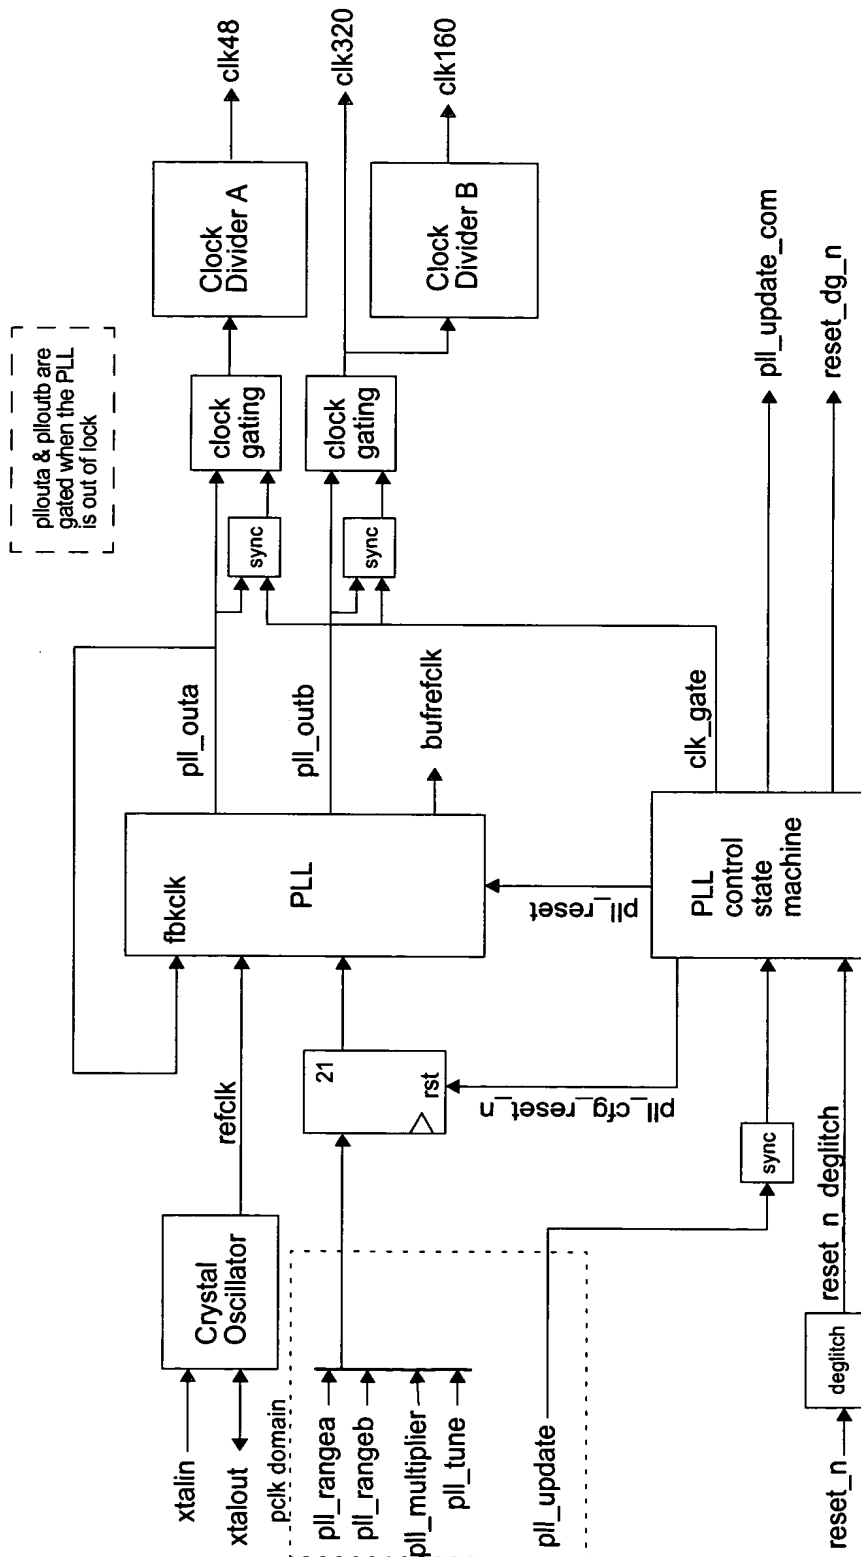 pllouta & plloutb are
gated when the PLL
is out of lock
xtalin
xtalout
Crystal
Oscillator
refclk
fbkclk
PLL
pll_outa
pll_outb
bufrefclk
sync
clock
gating
Clock
Divider A
clk48
sync
clock
gating
clk320
Clock
Divider B
clk160
pclk domain
pll_rangea
pll_rangeb
pll_multiplier
pll_tune
21
rst
pll_cfg_reset_n
pll_reset
pll_update
sync
PLL
control
state
machine
clk_gate
pll_update_com
reset_dg_n
reset_n
deglitch
reset_n_deglitch